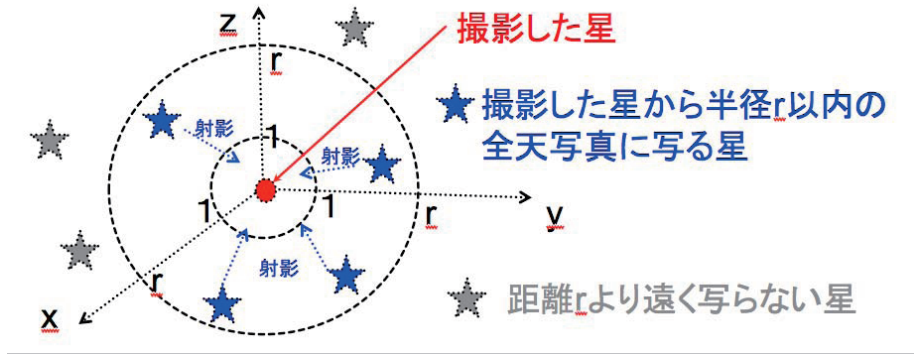 z
撮影した星
r
撮影した星から半径r以内の
全天写真に写る星
射影
1
射影
1
1
r
y
射影
r
x
距離rより遠く写らない星